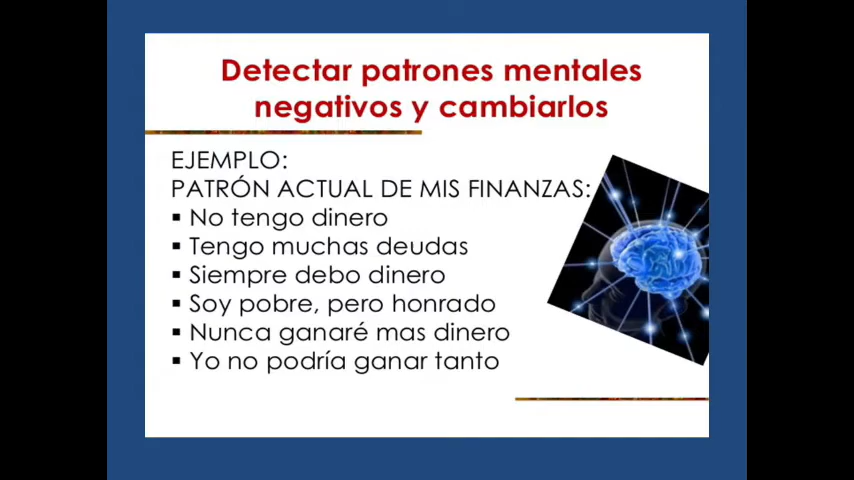 Detectar patrones mentales
negativos y cambiarlos
EJEMPLO:
PATRÓN ACTUAL DE MIS FINANZAS:
▪ No tengo dinero
▪ Tengo muchas deudas
▪ Siempre debo dinero
▪ Soy pobre, pero honrado
▪ Nunca ganaré mas dinero
▪ Yo no podría ganar tanto